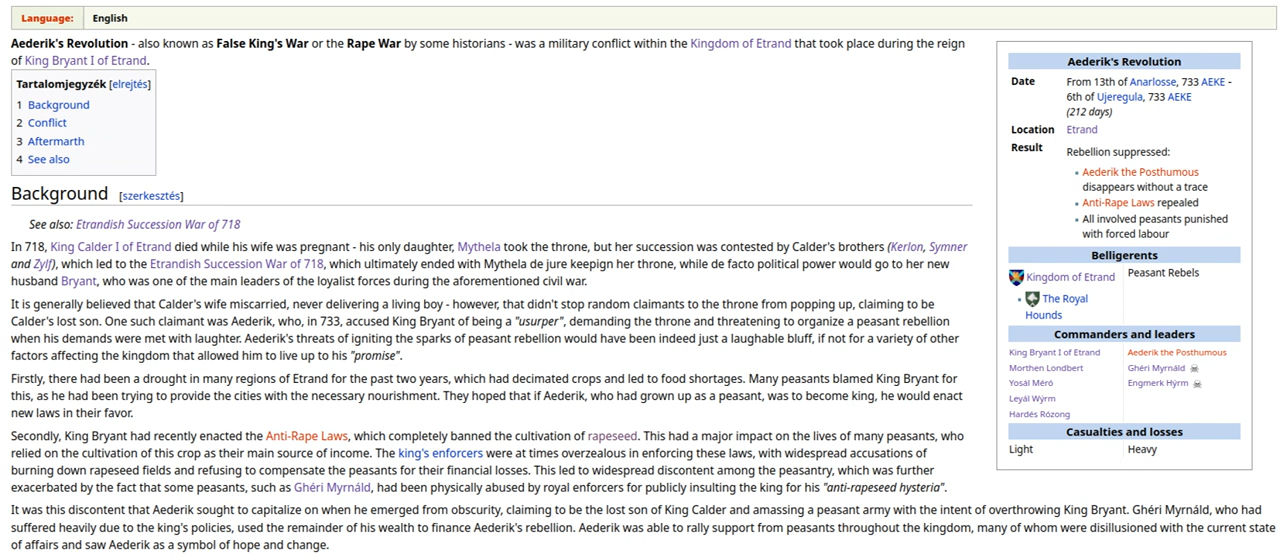 Language: English
Aederik's Revolution - also known as False King's War or the Rape War by some historians - was a military conflict within the Kingdom of Etrand that took place during the reign
of King Bryant I of Etrand.
Tartalomjegyzék [elrejtés]
1 Background
2 Conflict
3 Aftermarth
4 See also
Background [szerkesztés]
See also: Etrandish Succession War of 718
In 718, King Calder I of Etrand died while his wife was pregnant - his only daughter, Mythela took the throne, but her succession was contested by Calder's brothers (Kerlon, Symner
and Zylf), which led to the Etrandish Succession War of 718, which ultimately ended with Mythela de jure keepign her throne, while de facto political power would go to her new
husband Bryant, who was one of the main leaders of the loyalist forces during the aforementioned civil war.
It is generally believed that Calder's wife miscarried, never delivering a living boy - however, that didn't stop random claimants to the throne from popping up, claiming to be
Calder's lost son. One such claimant was Aederik, who, in 733, accused King Bryant of being a "usurper", demanding the throne and threatening to organize a peasant rebellion
when his demands were met with laughter. Aederik's threats of igniting the sparks of peasant rebellion would have been indeed just a laughable bluff, if not for a variety of other
factors affecting the kingdom that allowed him to live up to his "promise".
Firstly, there had been a drought in many regions of Etrand for the past two years, which had decimated crops and led to food shortages. Many peasants blamed King Bryant for
this, as he had been trying to provide the cities with the necessary nourishment. They hoped that if Aederik, who had grown up as a peasant, was to become king, he would enact
new laws in their favor.
Secondly, King Bryant had recently enacted the Anti-Rape Laws, which completely banned the cultivation of rapeseed. This had a major impact on the lives of many peasants, who
relied on the cultivation of this crop as their main source of income. The king's enforcers were at times overzealous in enforcing these laws, with widespread accusations of
burning down rapeseed fields and refusing to compensate the peasants for their financial losses. This led to widespread discontent among the peasantry, which was further
exacerbated by the fact that some peasants, such as Ghéri Myrnáld, had been physically abused by royal enforcers for publicly insulting the king for his "anti-rapeseed hysteria".
It was this discontent that Aederik sought to capitalize on when he emerged from obscurity, claiming to be the lost son of King Calder and amassing a peasant army with the intent of overthrowing King Bryant. Ghéri Myrnáld, who had
suffered heavily due to the king's policies, used the remainder of his wealth to finance Aederik's rebellion. Aederik was able to rally support from peasants throughout the kingdom, many of whom were disillusioned with the current state
of affairs and saw Aederik as a symbol of hope and change.
Aederik's Revolution
Date From 13th of Anarlosse, 733 AEKE -
6th of Ujeregula, 733 AEKE
(212 days)
Location Etrand
Result Rebellion suppressed:
Aederik the Posthumous
disappears without a trace
Anti-Rape Laws repealed
All involved peasants punished
with forced labour
Belligerents
Kingdom of Etrand Peasant Rebels
The Royal
Hounds
Commanders and leaders
King Bryant I of Etrand Aederik the Posthumous
Morthen Londbert Ghéri Myrnáld ☠
Yosál Méró Engmerk Hýrm ☠
Leyál Wýrm
Hardés Rózong
Casualties and losses
Light Heavy